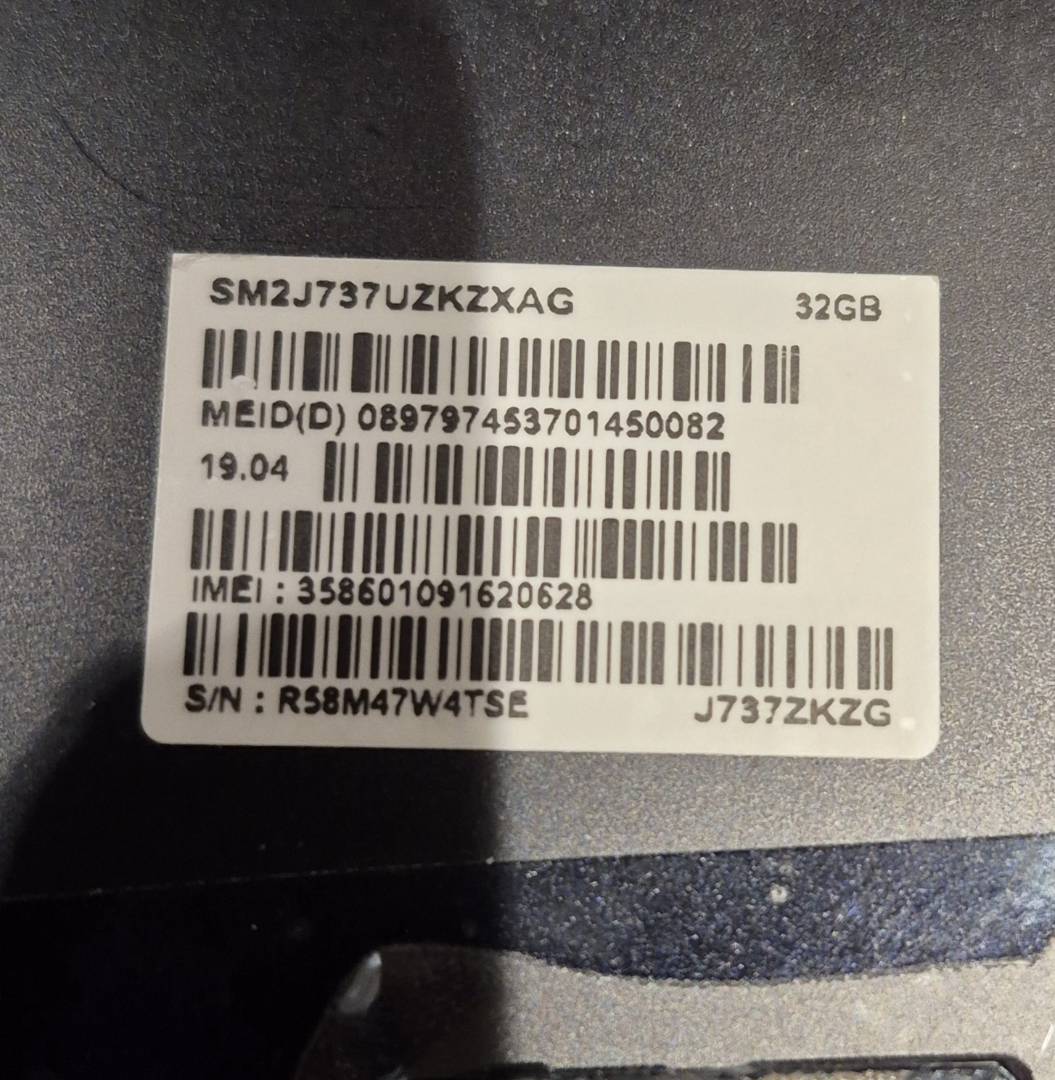 SM2J737UZKZXAG 32GB
MEID(D) 089797453701450082
19.04
IMEI : 358601091620628
S/N : R58M47W4TSE J737ZKZG